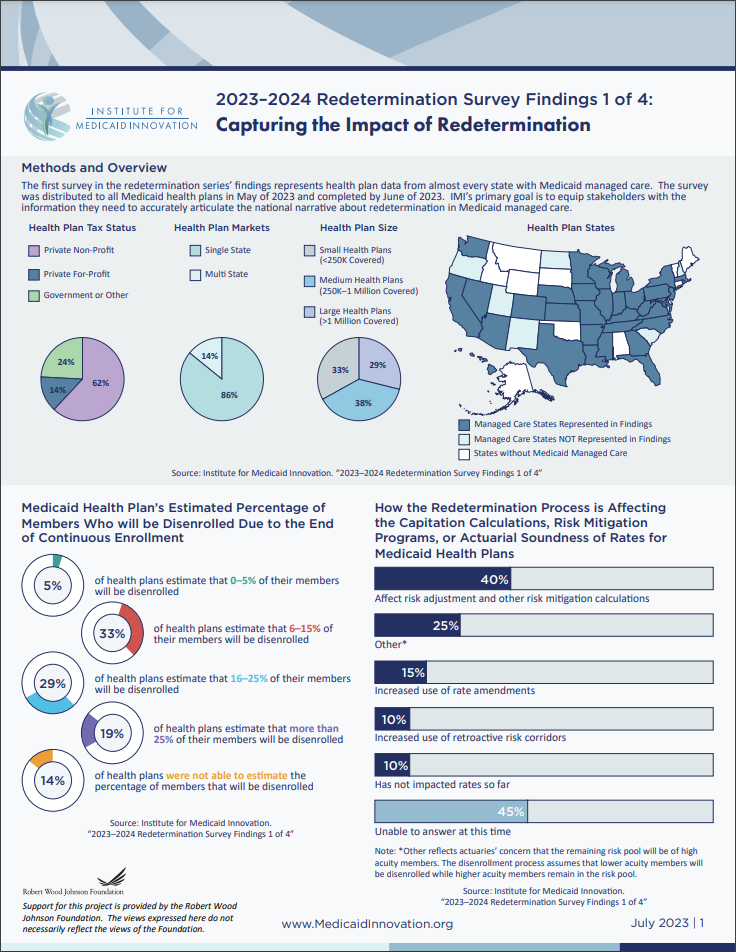 INSTITUTE FOR
MEDICAID INNOVATION
2023–2024 Redetermination Survey Findings 1 of 4:
Capturing the Impact of Redetermination
Methods and Overview
The first survey in the redetermination series’ findings represents health plan data from almost every state with Medicaid managed care. The survey
was distributed to all Medicaid health plans in May of 2023 and completed by June of 2023. IMI’s primary goal is to equip stakeholders with the
information they need to accurately articulate the national narrative about redetermination in Medicaid managed care.
Health Plan Tax Status
Private Non-Profit
Private For-Profit
Government or Other
24%
14%
62%
Health Plan Markets
Single State
Multi State
14%
86%
Health Plan Size
Small Health Plans
(<250K Covered)
Medium Health Plans
(250K–1 Million Covered)
Large Health Plans
(>1 Million Covered)
33%
29%
38%
Health Plan States
Managed Care States Represented in Findings
Managed Care States NOT Represented in Findings
States without Medicaid Managed Care
Source: Institute for Medicaid Innovation. “2023–2024 Redetermination Survey Findings 1 of 4”
Medicaid Health Plan’s Estimated Percentage of
Members Who will be Disenrolled Due to the End
of Continuous Enrollment
5%
of health plans estimate that 0–5% of their members
will be disenrolled
33%
of health plans estimate that 6–15% of
their members will be disenrolled
29%
of health plans estimate that 16–25% of their members
will be disenrolled
19%
of health plans estimate that more than
25% of their members will be disenrolled
14%
of health plans were not able to estimate the
percentage of members that will be disenrolled
Source: Institute for Medicaid Innovation.
“2023–2024 Redetermination Survey Findings 1 of 4”
How the Redetermination Process is Affecting
the Capitation Calculations, Risk Mitigation
Programs, or Actuarial Soundness of Rates for
Medicaid Health Plans
40%
Affect risk adjustment and other risk mitigation calculations
25%
Other*
15%
Increased use of rate amendments
10%
Increased use of retroactive risk corridors
10%
Has not impacted rates so far
45%
Unable to answer at this time
Note: *Other reflects actuaries’ concern that the remaining risk pool will be of high
acuity members. The disenrollment process assumes that lower acuity members will
be disenrolled while higher acuity members remain in the risk pool.
Source: Institute for Medicaid Innovation.
“2023–2024 Redetermination Survey Findings 1 of 4”
Robert Wood Johnson Foundation
Support for this project is provided by the Robert Wood
Johnson Foundation. The views expressed here do not
necessarily reflect the views of the Foundation.
www.MedicaidInnovation.org
July 2023 | 1